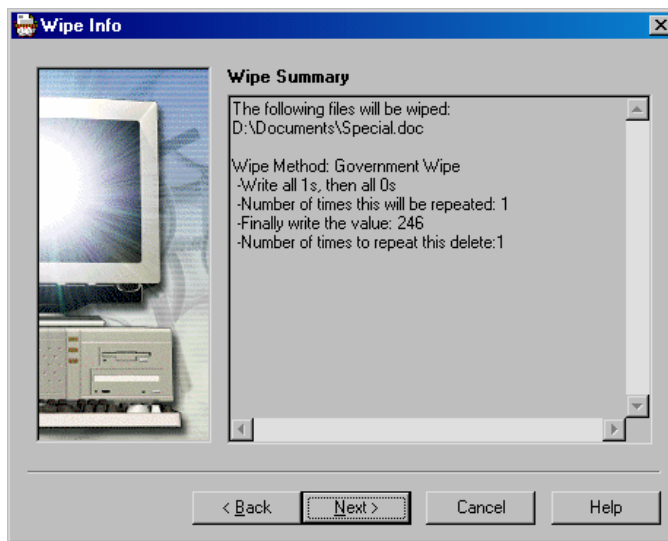 Wipe Info
Wipe Summary
The following files will be wiped:
D:\Documents\Special.doc
Wipe Method: Government Wipe
-Write all 1s, then all 0s
-Number of times this will be repeated: 1
-Finally write the value: 246
-Number of times to repeat this delete:1
< Back
Next >
Cancel
Help